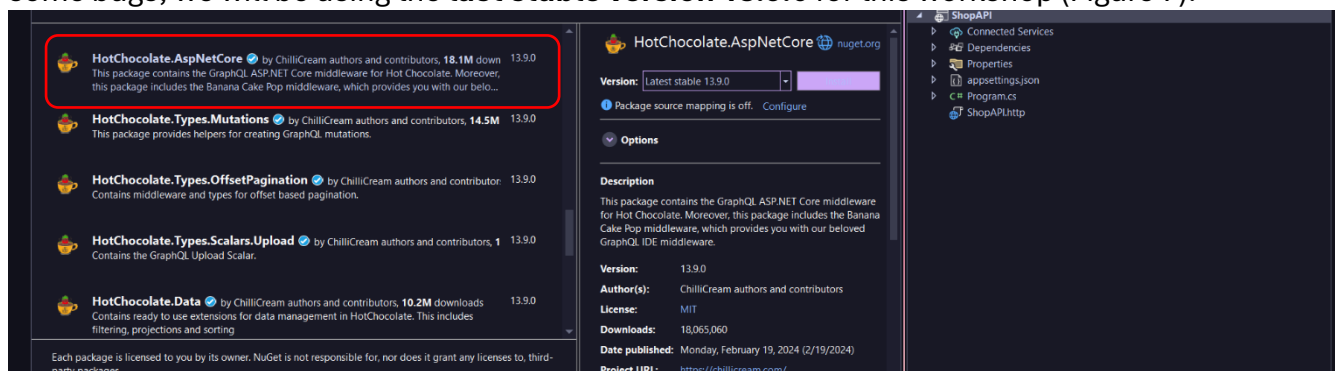 some bugs, we will be using the last stable version v13.9.0 for this workshop (Figure 7).
HotChocolate.AspNetCore by ChilliCream authors and contributors, 18.1M down 13.9.0
This package contains the GraphQL ASP.NET Core middleware for Hot Chocolate. Moreover,
this package includes the Banana Cake Pop middleware, which provides you with our belo...
HotChocolate.Types.Mutations by ChilliCream authors and contributors, 14.5M 13.9.0
This package provides helpers for creating GraphQL mutations.
HotChocolate.Types.OffsetPagination by ChilliCream authors and contributor: 13.9.0
Contains middleware and types for offset based pagination.
HotChocolate.Types.Scalars.Upload by ChilliCream authors and contributors, 1 13.9.0
Contains the GraphQL Upload Scalar.
HotChocolate.Data by ChilliCream authors and contributors, 10.2M downloads 13.9.0
Contains ready to use extensions for data management in HotChocolate. This includes
filtering, projections and sorting
Each package is licensed to you by its owner. NuGet is not responsible for, nor does it grant any licenses to, third-
party packages.
HotChocolate.AspNetCore nuget.org
Version: Latest stable 13.9.0
Package source mapping is off. Configure
Options
Description
This package contains the GraphQL ASP.NET Core middleware
for Hot Chocolate. Moreover, this package includes the Banana
Cake Pop middleware, which provides you with our beloved
GraphQL IDE middleware.
Version: 13.9.0
Author(s): ChilliCream authors and contributors
License: MIT
Downloads: 18,065,060
Date published: Monday, February 19, 2024 (2/19/2024)
Project URL: https://chillicream.com/
ShopAPI
Connected Services
Dependencies
Properties
appsettings.json
C# Program.cs
ShopAPI.http